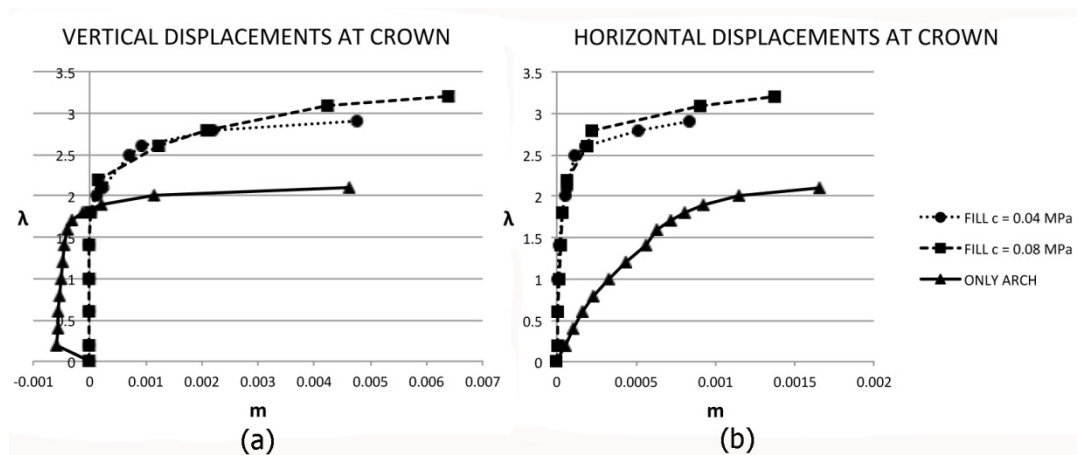 VERTICAL DISPLACEMENTS AT CROWN
3.5
3
2.5
2
λ
1.5
1
0.5
0
-0.001 0 0.001 0.002 0.003 0.004 0.005 0.006 0.007
m
(a)
HORIZONTAL DISPLACEMENTS AT CROWN
3.5
3
2.5
2
λ
1.5
1
0.5
0
0 0.0005 0.001 0.0015 0.002
m
(b)
FILL c = 0.04 MPa
FILL c = 0.08 MPa
ONLY ARCH